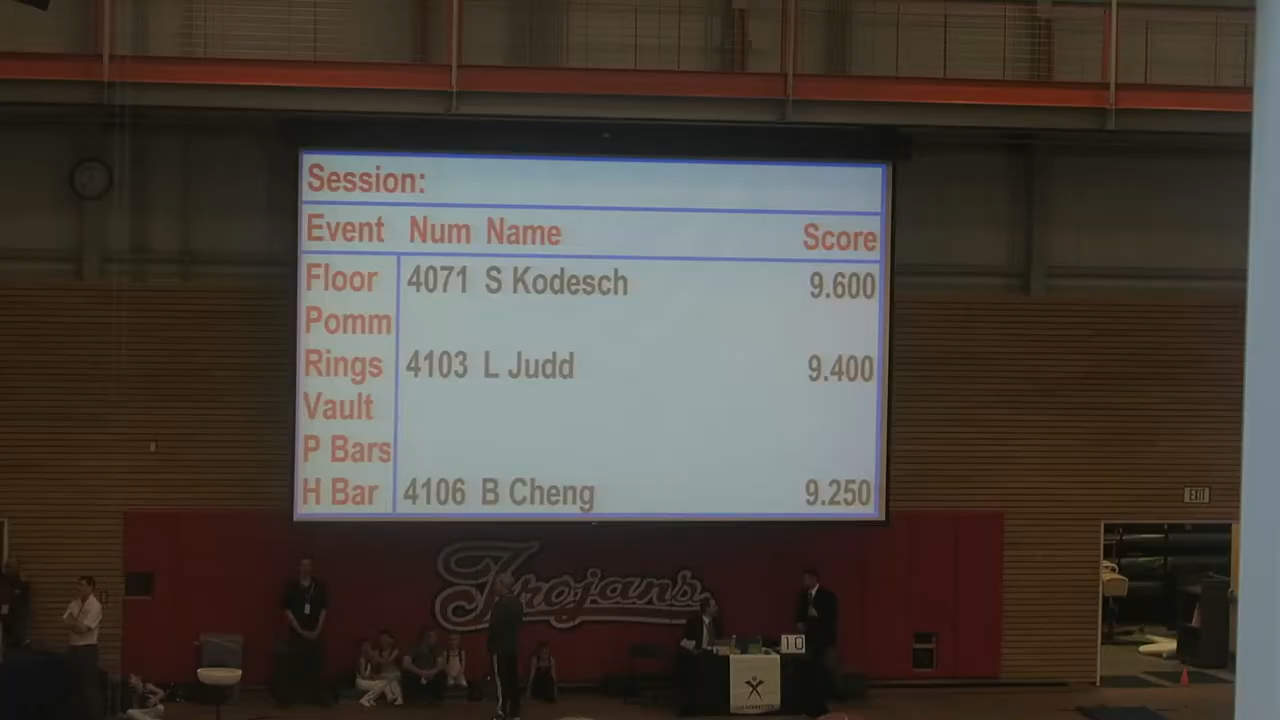 Session:
Event Num Name Score
Floor 4071 S Kodesch 9.600
Pomm
Rings 4103 L Judd 9.400
Vault
P Bars
H Bar 4106 B Cheng 9.250
EXIT
Trojans
10